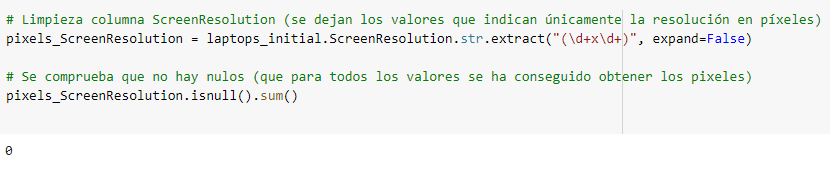 # Limpieza columna ScreenResolution (se dejan los valores que indican únicamente la resolución en píxeles)
pixels_ScreenResolution = laptops_initial.ScreenResolution.str.extract("(\d+x\d+)", expand=False)
# Se comprueba que no hay nulos (que para todos los valores se ha conseguido obtener los pixeles)
pixels_ScreenResolution.isnull().sum()
0